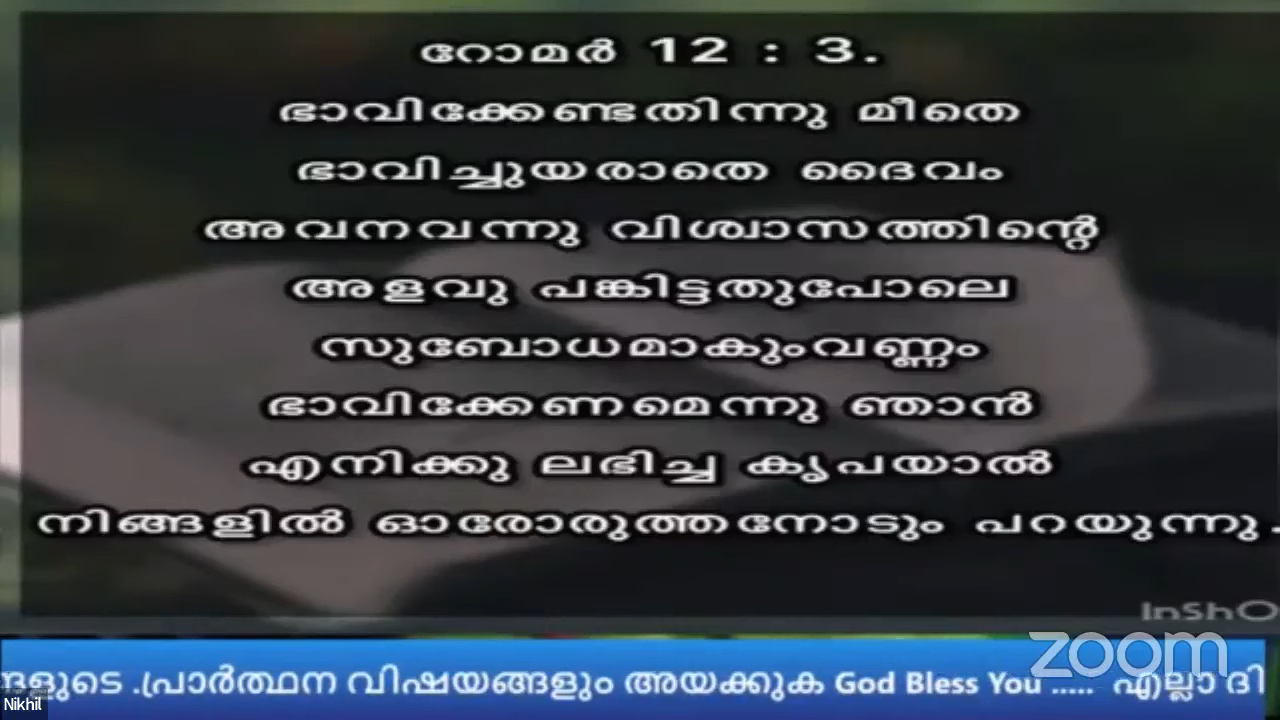 റോമർ 12 : 3.
ഭാവിക്കേണ്ടതിന്നു മീതെ
ഭാവിച്ചുയരാതെ ദൈവം
അവനവന്നു വിശ്വാസത്തിന്റെ
അളവു പങ്കിട്ടതുപോലെ
സുബോധമാകുംവണ്ണം
ഭാവിക്കേണമെന്നു ഞാൻ
എനിക്കു ലഭിച്ച കൃപയാൽ
നിങ്ങളിൽ ഓരോരുത്തനോടും പറയുന്നു.
InShO
zoom
ങളുടെ .പ്രാർത്ഥന വിഷയങ്ങളും അയക്കുക God Bless You ..... എല്ലാ ദി
Nikhil